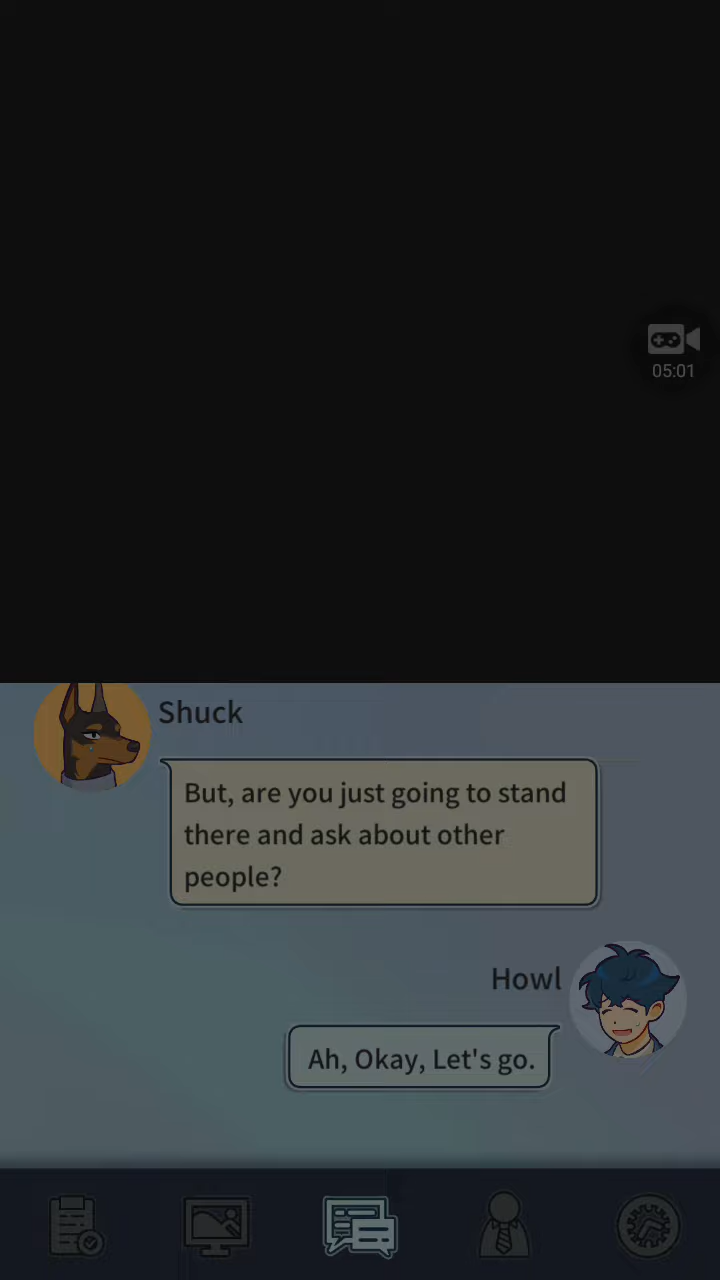 05:01
Shuck
But, are you just going to stand
there and ask about other
people?
Howl
Ah, Okay, Let's go.